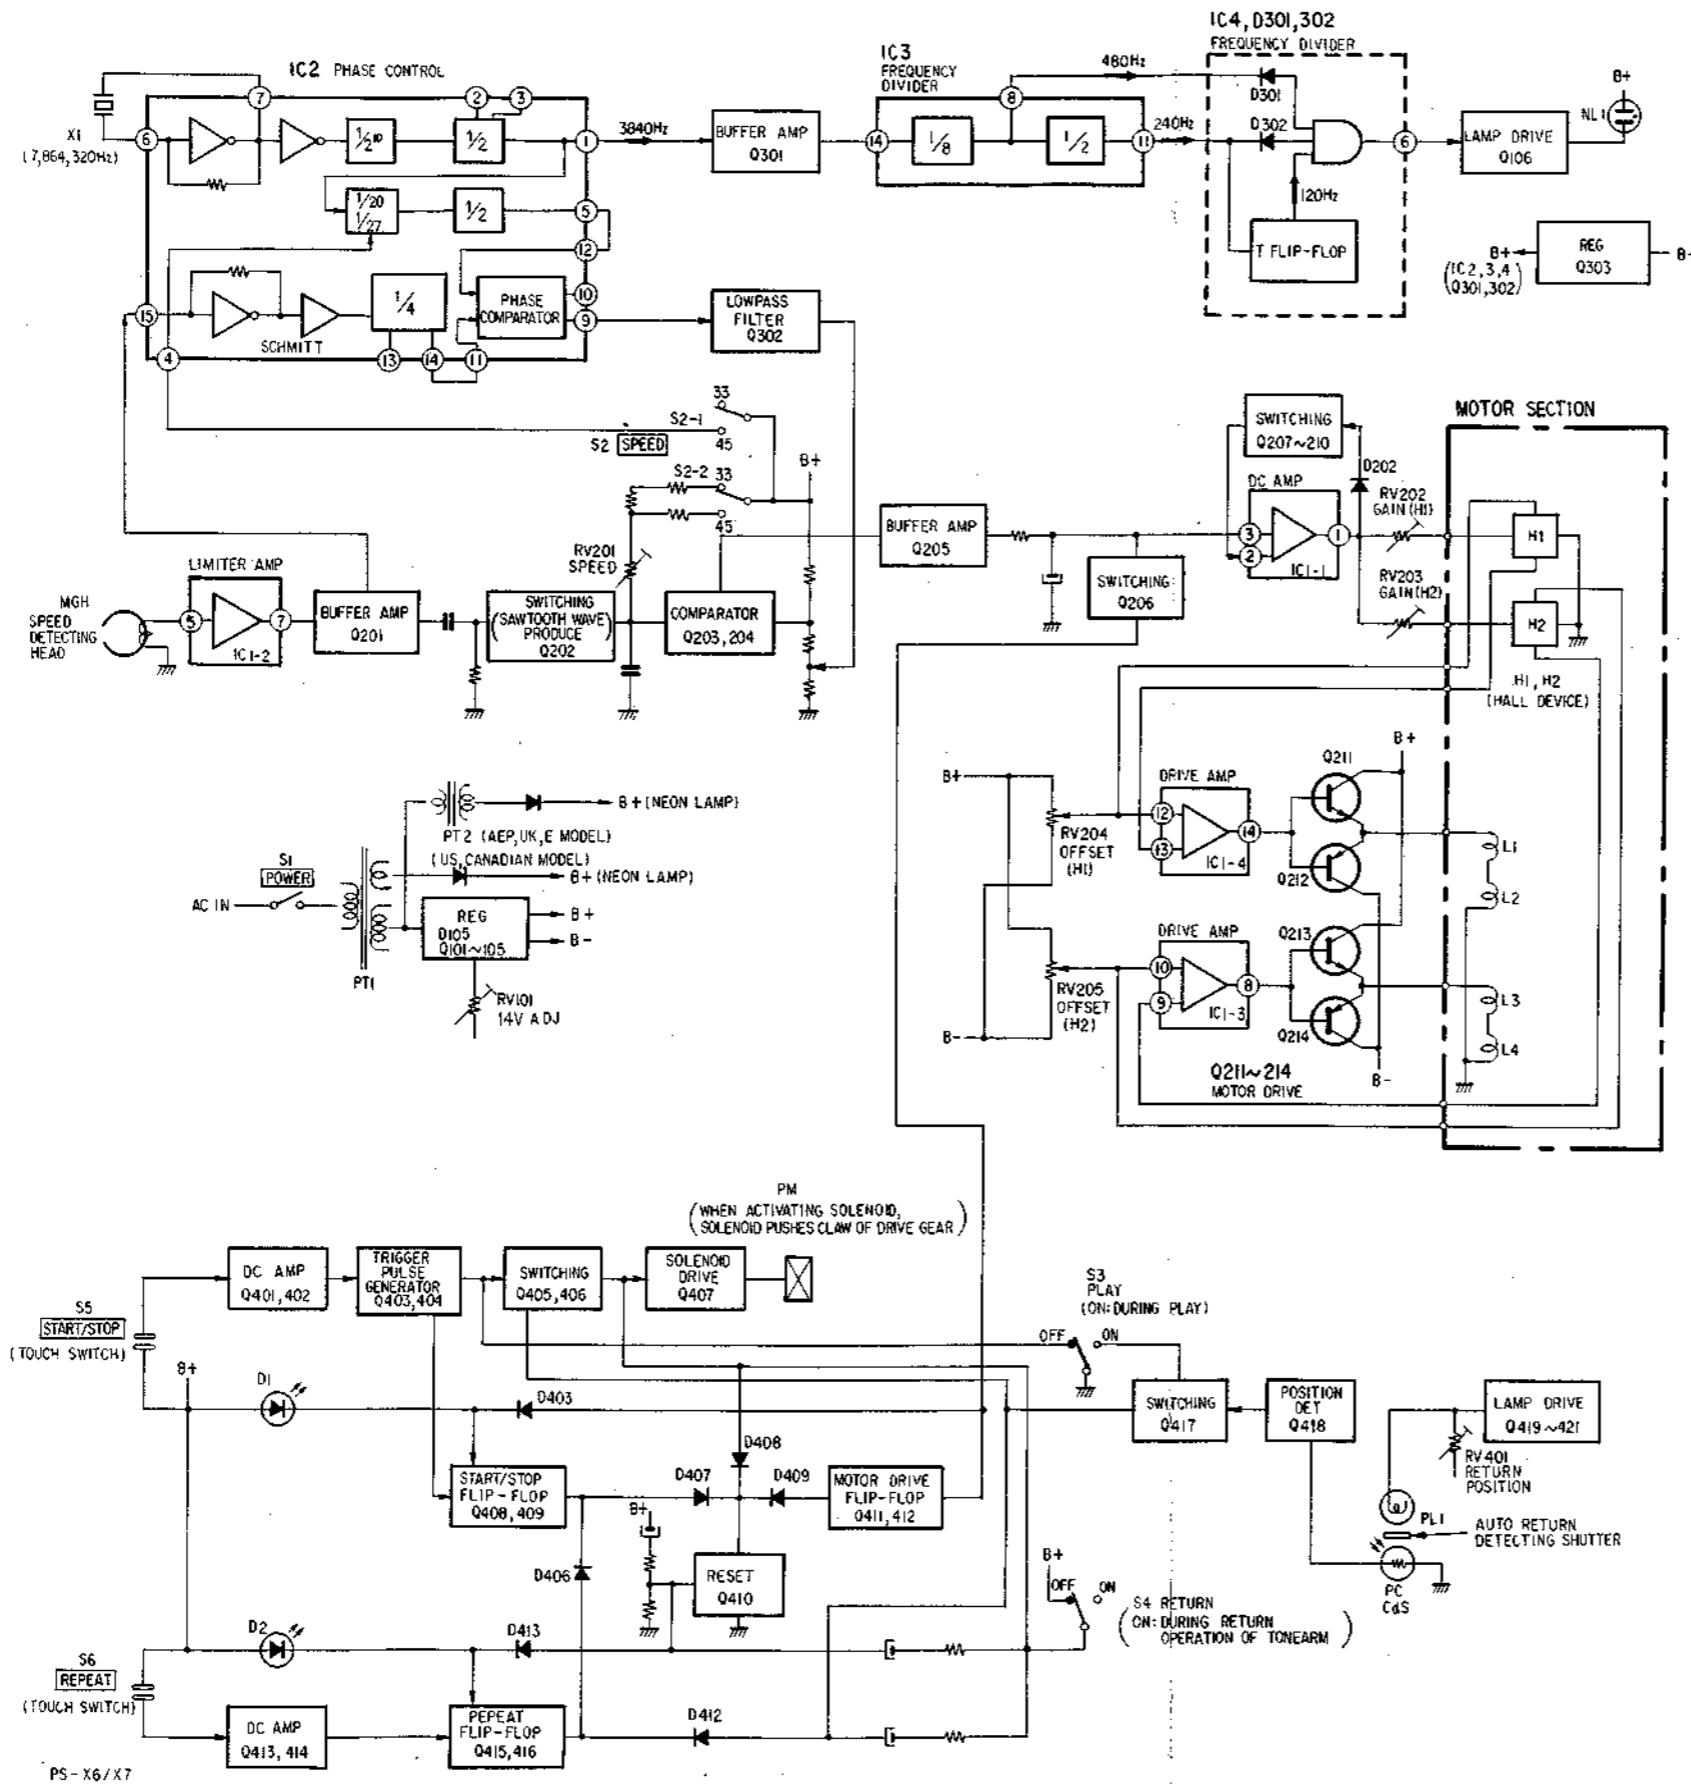 IC4, D301,302
FREQUENCY DIVIDER
IC3
FREQUENCY
DIVIDER
480Hz
IC2 PHASE CONTROL
B+
NL1
D301
D302
7
2
3
8
X1
(7,864,320Hz)
6
1/2¹⁰
1/2
1
3840Hz
BUFFER AMP
Q301
14
1/8
1/2
11
240Hz
6
LAMP DRIVE
Q106
120Hz
T FLIP-FLOP
1/20
1/27
1/2
5
12
B+
(IC2,3,4
Q301,302)
REG
Q303
B+
15
SCHMITT
1/4
PHASE
COMPARATOR
10
9
LOWPASS
FILTER
Q302
4
13
14
11
S2-1
33
45
S2 SPEED
S2-2
33
45
B+
RV201
SPEED
SWITCHING
Q207~210
D202
MOTOR SECTION
DC AMP
3
2
1
IC1-1
RV202
GAIN(H1)
H1
RV203
GAIN(H2)
H2
H1, H2
(HALL DEVICE)
BUFFER AMP
Q205
SWITCHING
Q206
MGH
SPEED
DETECTING
HEAD
LIMITER AMP
5
7
IC1-2
BUFFER AMP
Q201
SWITCHING
(SAWTOOTH WAVE)
PRODUCE
Q202
COMPARATOR
Q203,204
B+ (NEON LAMP)
PT2 (AEP,UK,E MODEL)
(US,CANADIAN MODEL)
B+ (NEON LAMP)
S1
POWER
AC IN
PT1
REG
D105
Q101~105
B+
B-
RV101
14V ADJ
B+
RV204
OFFSET
(H1)
DRIVE AMP
12
13
14
IC1-4
Q211
Q212
B+
L1
L2
B-
RV205
OFFSET
(H2)
DRIVE AMP
10
9
8
IC1-3
Q213
Q214
B-
L3
L4
Q211~214
MOTOR DRIVE
PM
(WHEN ACTIVATING SOLENOID,
SOLENOID PUSHES CLAW OF DRIVE GEAR)
S5
START/STOP
(TOUCH SWITCH)
DC AMP
Q401,402
TRIGGER
PULSE
GENERATOR
Q403,404
SWITCHING
Q405,406
SOLENOID
DRIVE
Q407
S3
PLAY
(ON:DURING PLAY)
OFF
ON
B+
D1
D403
SWITCHING
Q417
POSITION
DET
Q418
LAMP DRIVE
Q419~421
RV401
RETURN
POSITION
PL1
AUTO RETURN
DETECTING SHUTTER
PC
CdS
START/STOP
FLIP-FLOP
Q408,409
D408
D407
D409
MOTOR DRIVE
FLIP-FLOP
Q411,412
B+
D406
RESET
Q410
B+
OFF
ON
S4 RETURN
(ON:DURING RETURN
OPERATION OF TONEARM)
D2
D413
S6
REPEAT
(TOUCH SWITCH)
DC AMP
Q413,414
PEPEAT
FLIP-FLOP
Q415,416
D412
PS-X6/X7